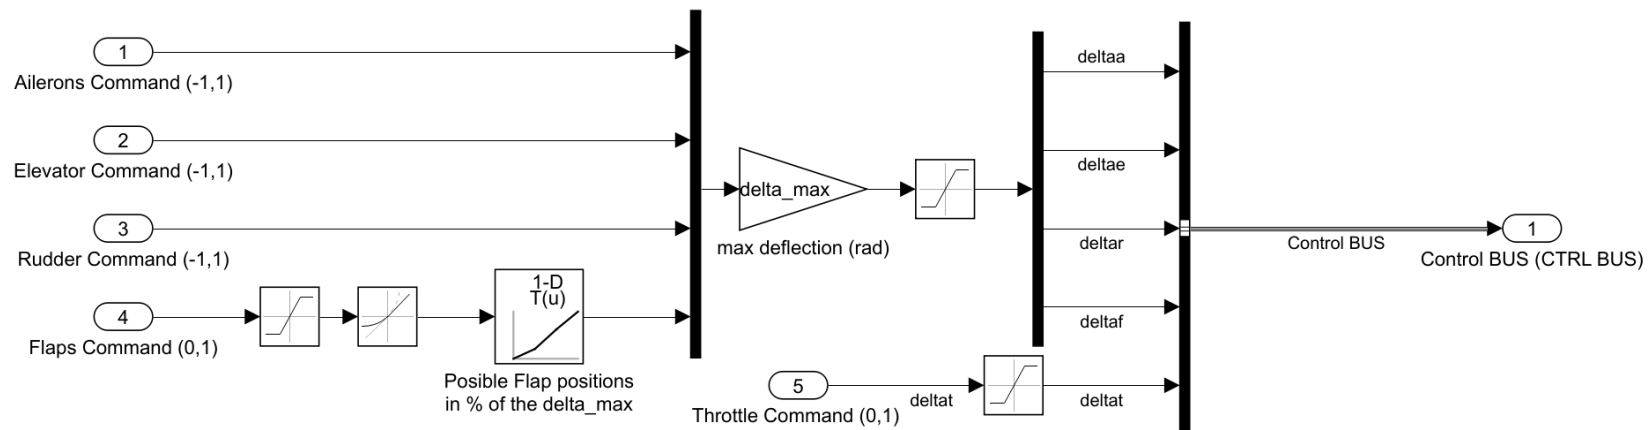 1
Ailerons Command (-1,1)
2
Elevator Command (-1,1)
3
Rudder Command (-1,1)
4
Flaps Command (0,1)
1-D
T(u)
Posible Flap positions
in % of the delta_max
delta_max
max deflection (rad)
5
Throttle Command (0,1)
deltat
deltaa
deltae
deltar
deltaf
deltat
Control BUS
1
Control BUS (CTRL BUS)